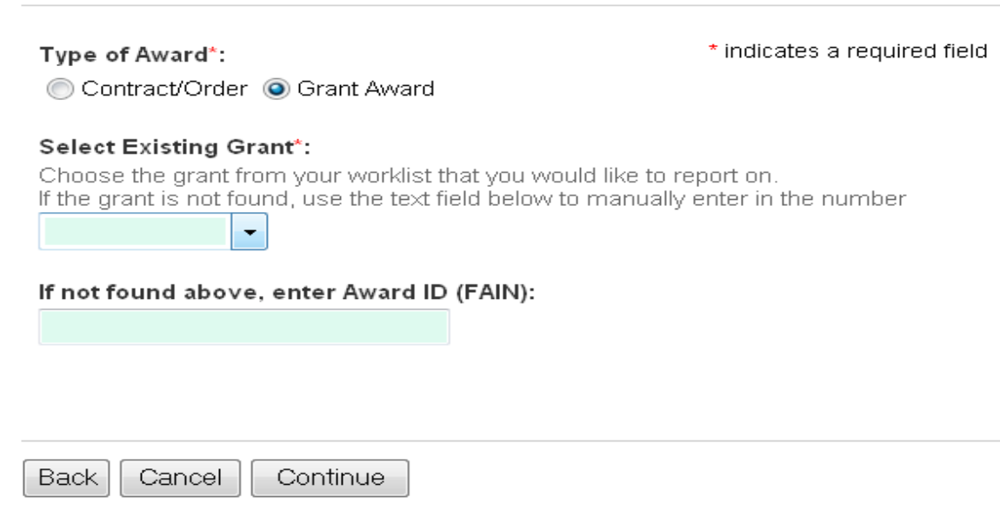 Type of Award*:
* indicates a required field
Contract/Order Grant Award
Select Existing Grant*:
Choose the grant from your worklist that you would like to report on.
If the grant is not found, use the text field below to manually enter in the number
If not found above, enter Award ID (FAIN):
Back Cancel Continue